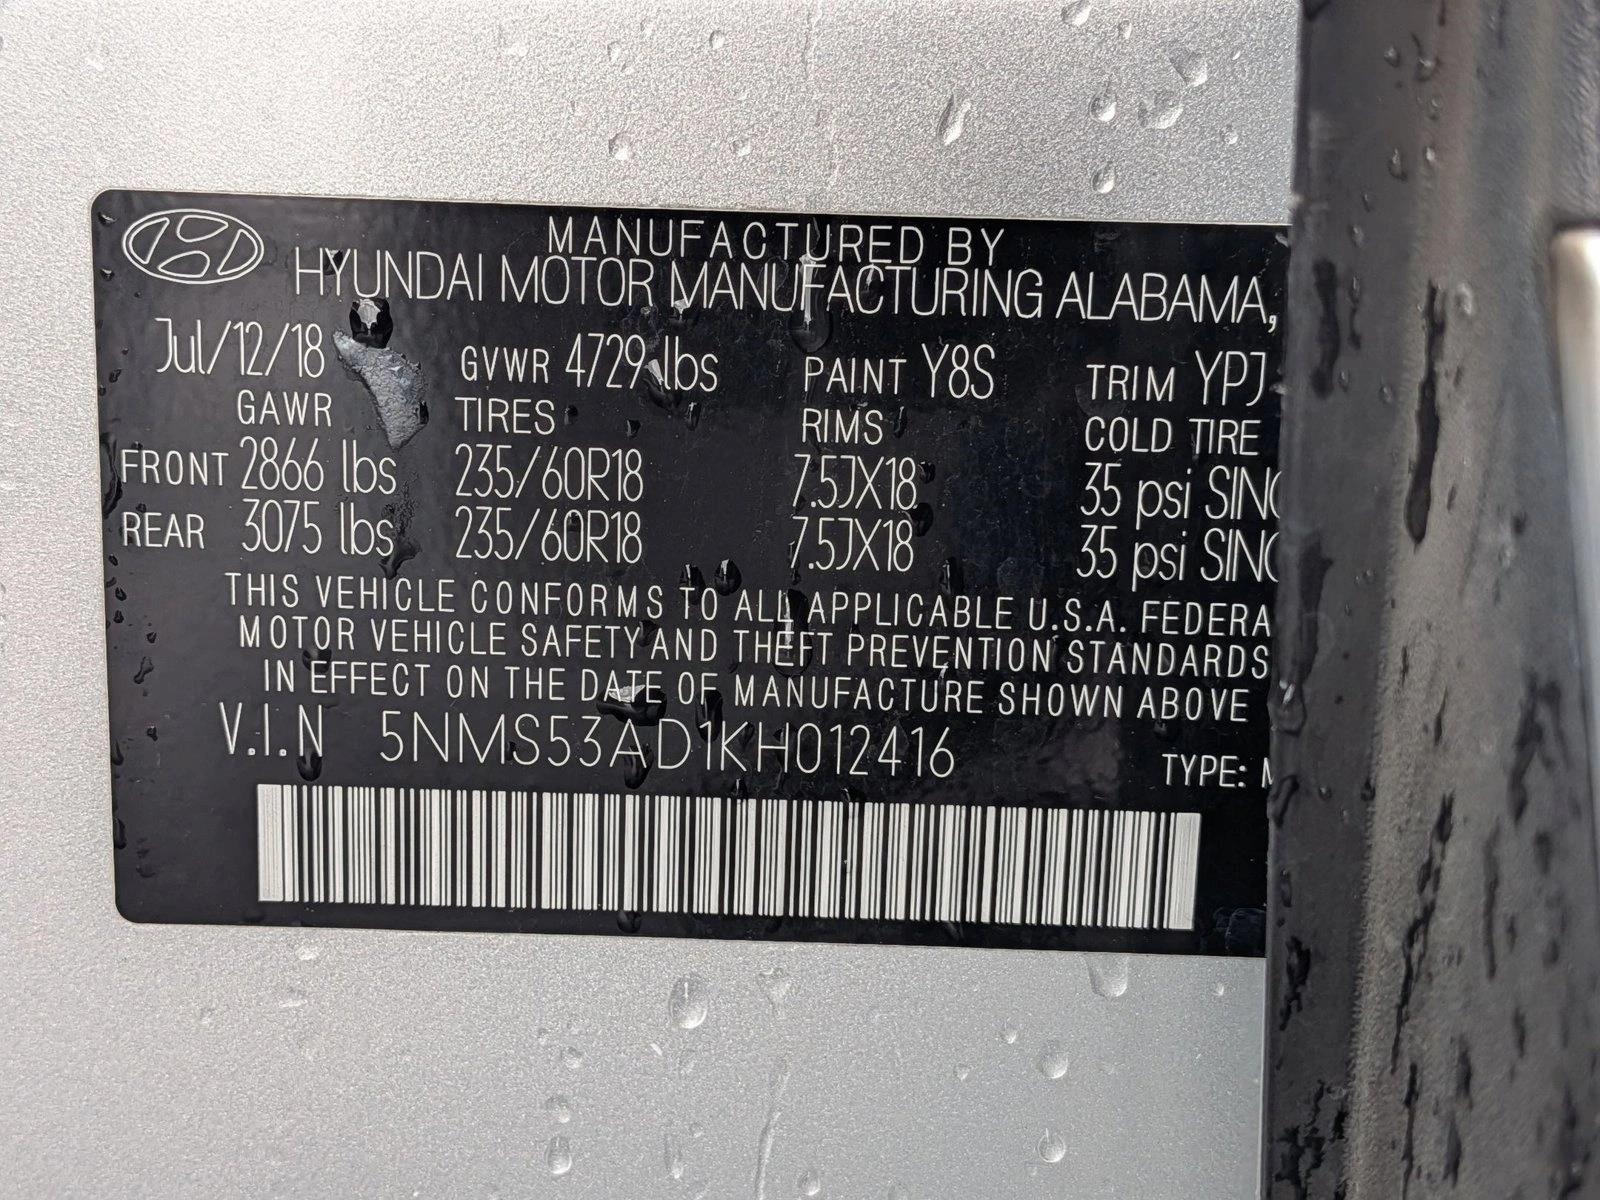 MANUFACTURED BY
HYUNDAI MOTOR MANUFACTURING ALABAMA,
Jul/12/18 GVWR 4729 lbs PAINT Y8S TRIM YPJ
GAWR TIRES RIMS COLD TIRE
FRONT 2866 lbs 235/60R18 7.5JX18 35 psi SING
REAR 3075 lbs 235/60R18 7.5JX18 35 psi SING
THIS VEHICLE CONFORMS TO ALL APPLICABLE U.S.A. FEDERA
MOTOR VEHICLE SAFETY AND THEFT PREVENTION STANDARDS
IN EFFECT ON THE DATE OF MANUFACTURE SHOWN ABOVE
V.I.N 5NMS53AD1KH012416 TYPE: